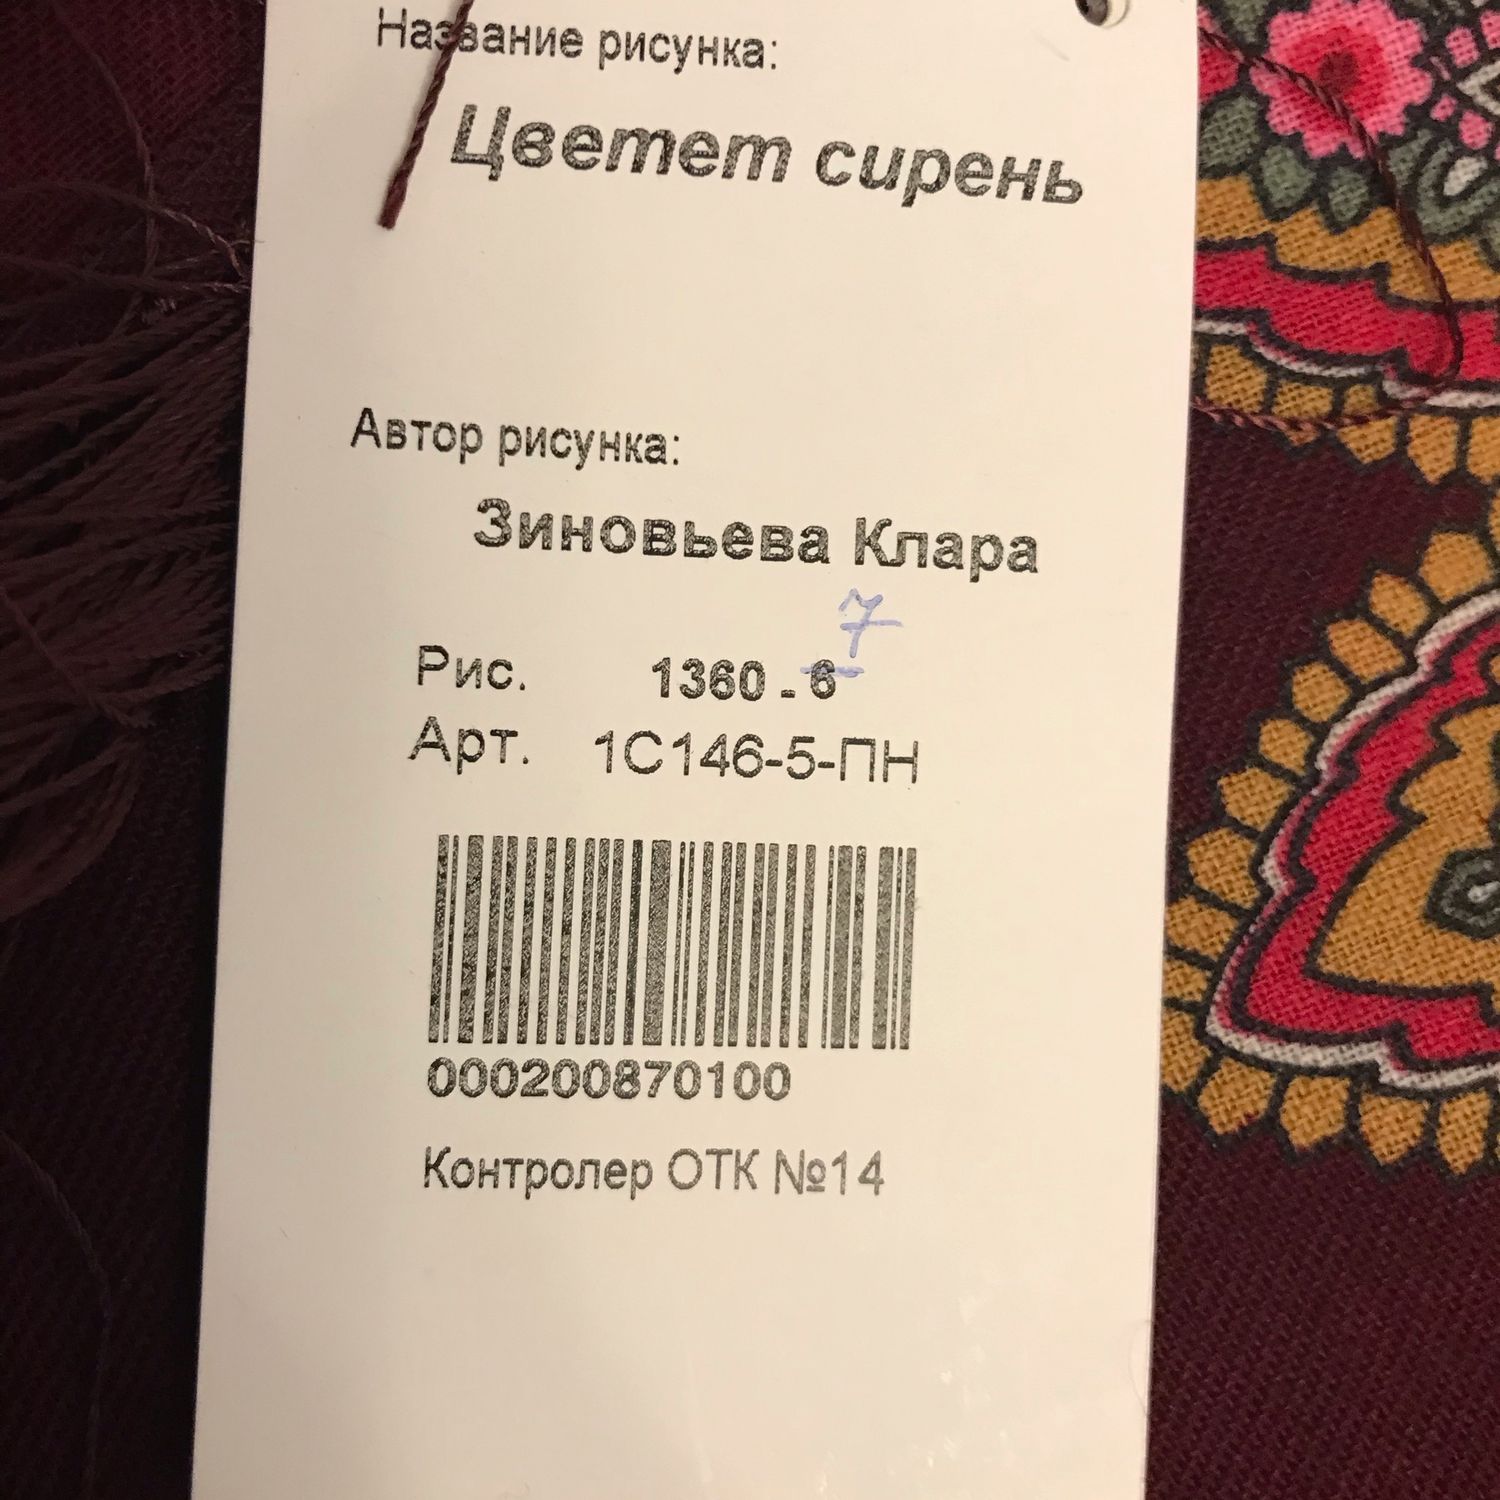 Название рисунка:
Цветет сирень
Автор рисунка:
Зиновьева Клара
7
Рис. 1360 - 6
Арт. 1С146-5-ПН
000200870100
Контролер ОТК №14